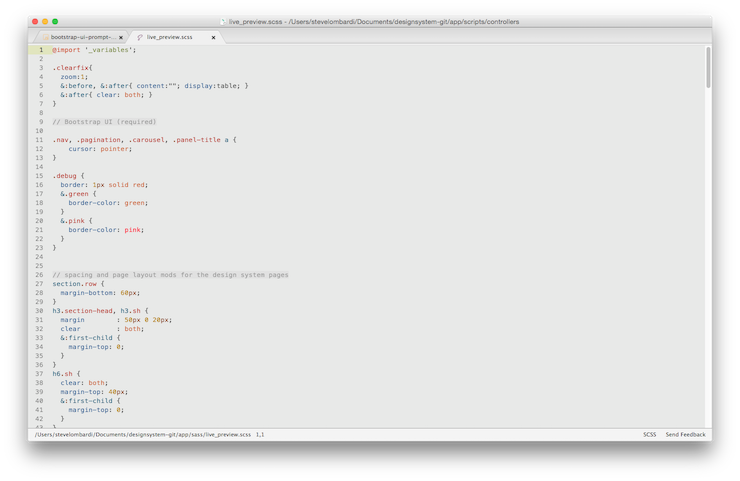 live_preview.scss - /Users/stevelombardi/Documents/designsystem-git/app/scripts/controllers
bootstrap-ui-prompt-... × live_preview.scss ×
1 @import '_variables';
2
3 .clearfix{
4 zoom:1;
5 &:before, &:after{ content:""; display:table; }
6 &:after{ clear: both; }
7 }
8
9 // Bootstrap UI (required)
10
11 .nav, .pagination, .carousel, .panel-title a {
12 cursor: pointer;
13 }
14
15 .debug {
16 border: 1px solid red;
17 &.green {
18 border-color: green;
19 }
20 &.pink {
21 border-color: pink;
22 }
23 }
24
25
26 // spacing and page layout mods for the design system pages
27 section.row {
28 margin-bottom: 60px;
29 }
30 h3.section-head, h3.sh {
31 margin : 50px 0 20px;
32 clear : both;
33 &:first-child {
34 margin-top: 0;
35 }
36 }
37 h6.sh {
38 clear: both;
39 margin-top: 40px;
40 &:first-child {
41 margin-top: 0;
42 }
43 }
/Users/stevelombardi/Documents/designsystem-git/app/sass/live_preview.scss 1,1 SCSS Send Feedback